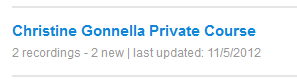 Christine Gonnella Private Course
2 recordings - 2 new | last updated: 11/5/2012